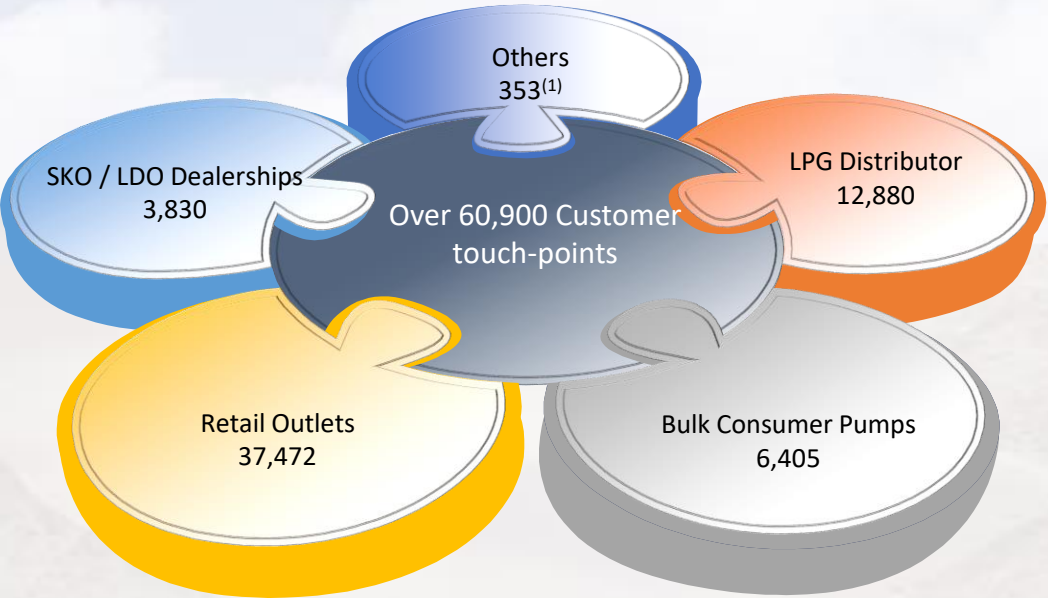 Others
353(1)
SKO / LDO Dealerships
3,830
LPG Distributor
12,880
Over 60,900 Customer
touch-points
Retail Outlets
37,472
Bulk Consumer Pumps
6,405